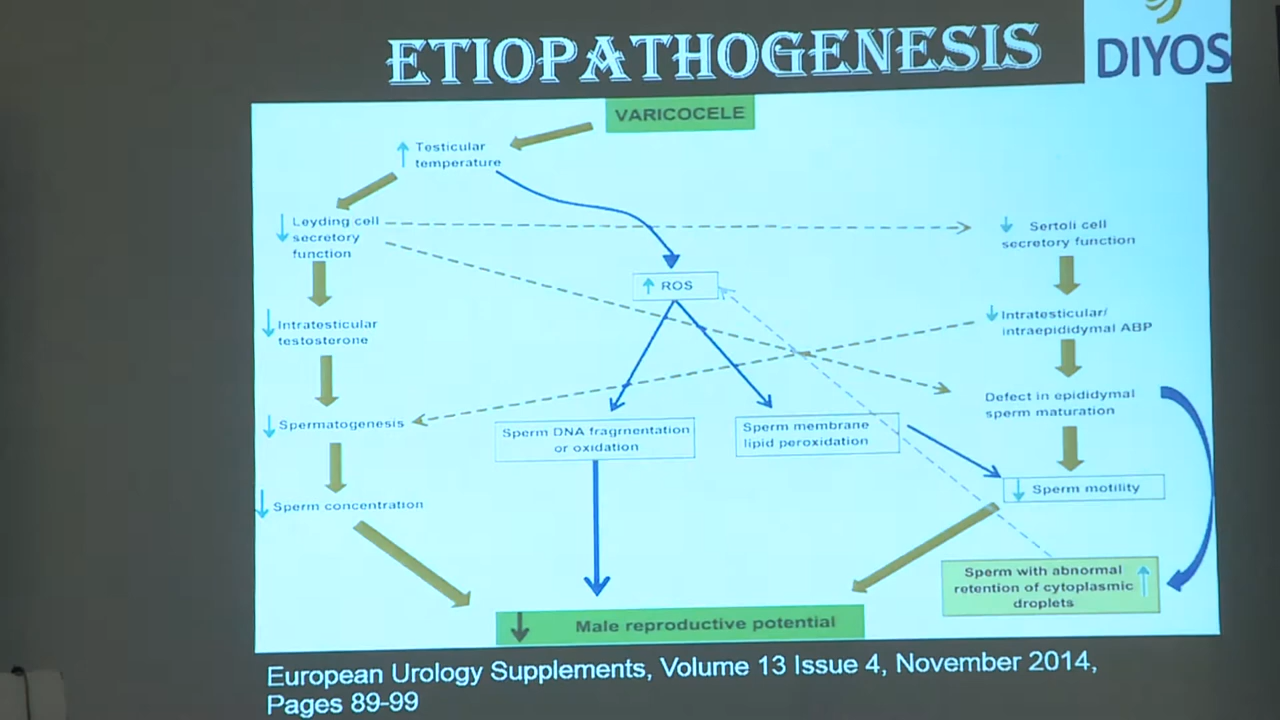 ETIOPATHOGENESIS
DIYOS
VARICOCELE
↑ Testicular
temperature
↓ Leyding cell
secretory
function
↓ Sertoli cell
secretory function
↑ ROS
↓ Intratesticular
testosterone
↓ Intratesticular/
intraepididymal ABP
Defect in epididymal
sperm maturation
↓ Spermatogenesis
Sperm DNA fragrnentation
or oxidation
Sperm membrane
lipid peroxidation
↓ Sperm motility
↓ Sperm concentration
Sperm with abnormal
retention of cytoplasmic ↑
droplets
↓ Male reproductive potential
European Urology Supplements, Volume 13 Issue 4, November 2014,
Pages 89-99